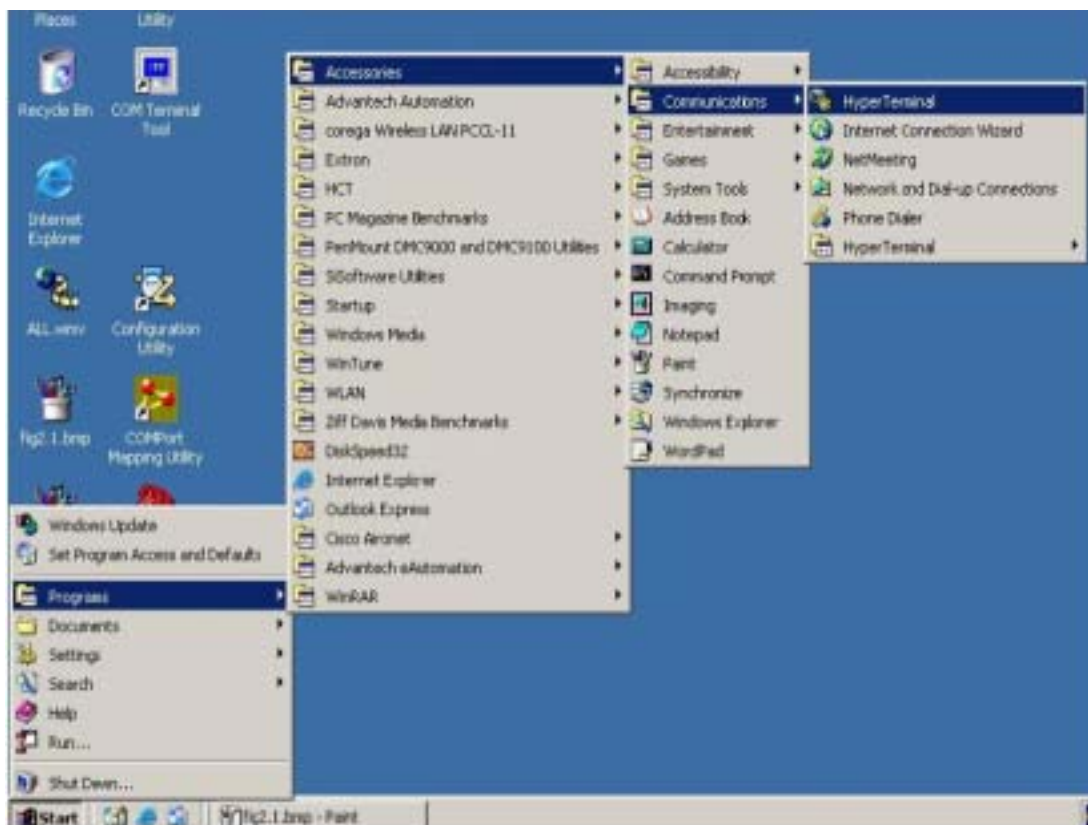 Places
Utility
Recycle Bin
COM Terminal
Tool
Internet
Explorer
ALL.wmv
Configuration
Utility
fig2.1.bmp
COMPort
Mapping Utility
Windows Update
Set Program Access and Defaults
Programs
Documents
Settings
Search
Help
Run...
Shut Down...
Accessories
Advantech Automation
corega Wireless LAN PCCL-11
Extron
HCT
PC Magazine Benchmarks
PenMount DMC9000 and DMC9100 Utilities
SiSoftware Utilities
Startup
Windows Media
WinTune
WLAN
Ziff Davis Media Benchmarks
DiskSpeed32
Internet Explorer
Outlook Express
Cisco Aironet
Advantech eAutomation
WinRAR
Accessibility
Communications
Entertainment
Games
System Tools
Address Book
Calculator
Command Prompt
Imaging
Notepad
Paint
Synchronize
Windows Explorer
WordPad
HyperTerminal
Internet Connection Wizard
NetMeeting
Network and Dial-up Connections
Phone Dialer
HyperTerminal
Start
fig2.1.bmp - Paint